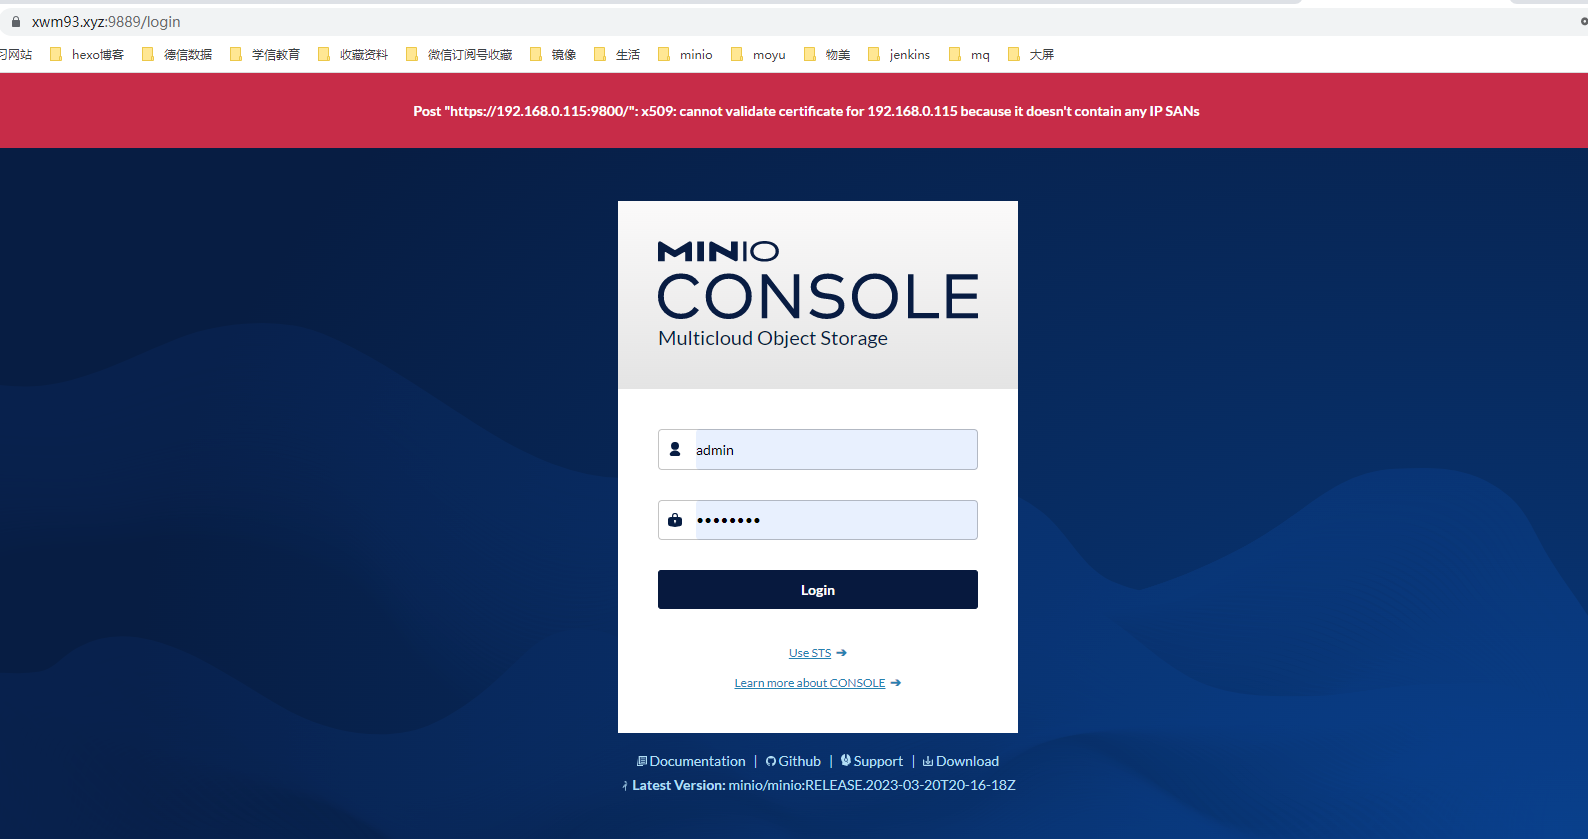 xwm93.xyz:9889/login
习网站 hexo博客 德信数据 学信教育 收藏资料 微信订阅号收藏 镜像 生活 minio moyu 物美 jenkins mq 大屏
Post "https://192.168.0.115:9800/": x509: cannot validate certificate for 192.168.0.115 because it doesn't contain any IP SANs
MINIO
CONSOLE
Multicloud Object Storage
admin
••••••••
Login
Use STS ➔
Learn more about CONSOLE ➔
Documentation | Github | Support | Download
Latest Version: minio/minio:RELEASE.2023-03-20T20-16-18Z